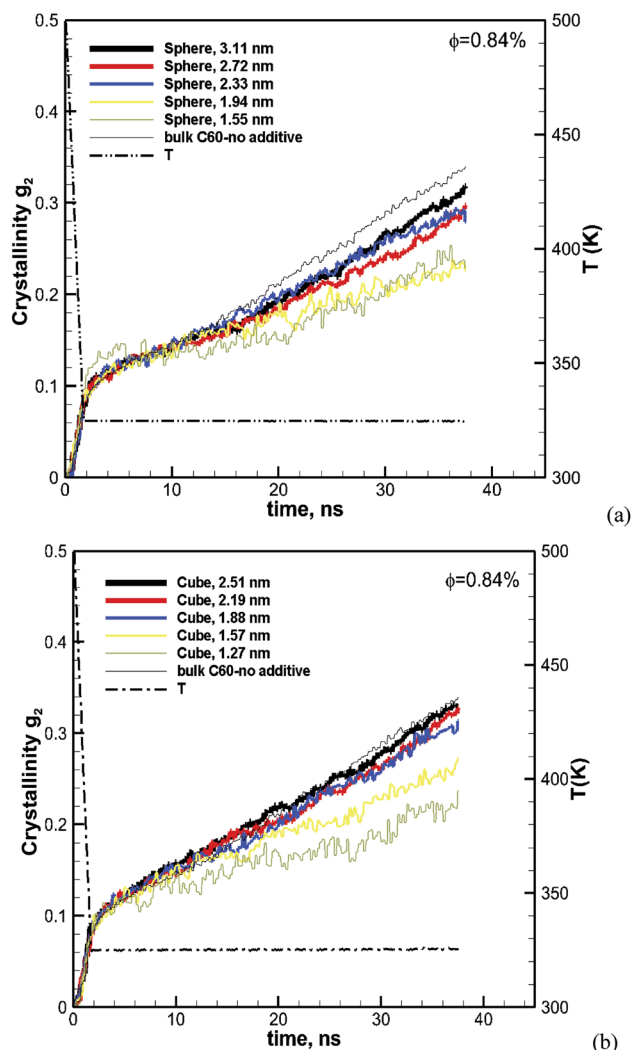 0.5
500
ϕ=0.84%
Sphere, 3.11 nm
Sphere, 2.72 nm
Sphere, 2.33 nm
Sphere, 1.94 nm
Sphere, 1.55 nm
bulk C60-no additive
T
0.4
450
0.3
400
0.2
350
0.1
0
300
Crystallinity g₂
T (K)
0 10 20 30 40
time, ns
(a)
0.5
500
ϕ=0.84%
Cube, 2.51 nm
Cube, 2.19 nm
Cube, 1.88 nm
Cube, 1.57 nm
Cube, 1.27 nm
bulk C60-no additive
T
0.4
450
0.3
400
0.2
350
0.1
0
300
Crystallinity g₂
T(K)
0 10 20 30 40
time, ns
(b)